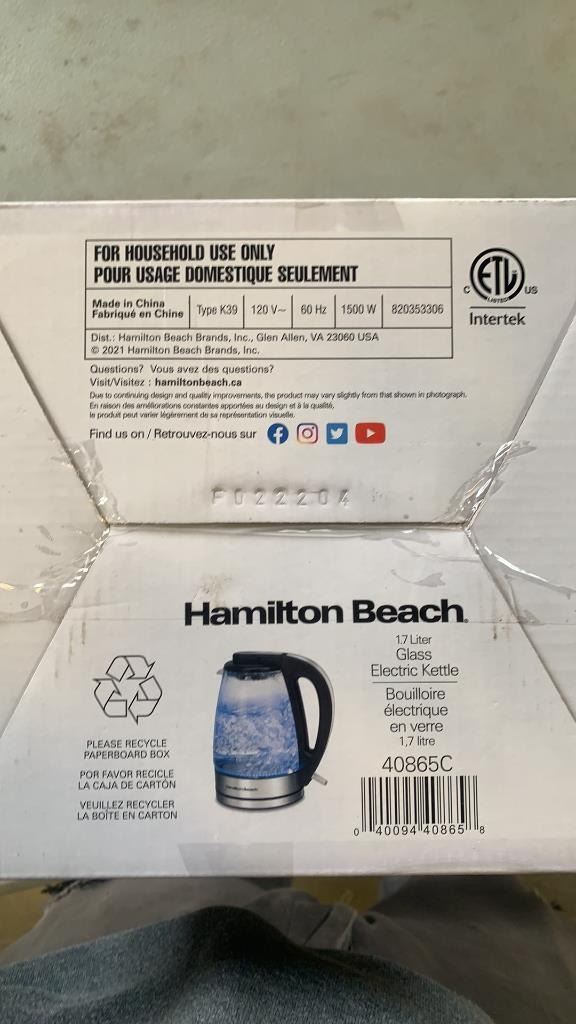 FOR HOUSEHOLD USE ONLY
POUR USAGE DOMESTIQUE SEULEMENT
Made in China
Fabriqué en Chine
Type K39
120 V~
60 Hz
1500 W
820353306
C ETL US
LISTED
Intertek
Dist.: Hamilton Beach Brands, Inc., Glen Allen, VA 23060 USA
© 2021 Hamilton Beach Brands, Inc.
Questions? Vous avez des questions?
Visit/Visitez : hamiltonbeach.ca
Due to continuing design and quality improvements, the product may vary slightly from that shown in photograph.
En raison des améliorations constantes apportées au design et à la qualité,
le produit peut varier légèrement de sa représentation visuelle.
Find us on / Retrouvez-nous sur
F022204
Hamilton Beach®
1.7 Liter
Glass
Electric Kettle
Bouilloire
électrique
en verre
1,7 litre
40865C
0 40094 40865 8
PLEASE RECYCLE
PAPERBOARD BOX
POR FAVOR RECICLE
LA CAJA DE CARTÓN
VEUILLEZ RECYCLER
LA BOÎTE EN CARTON
Hamilton Beach